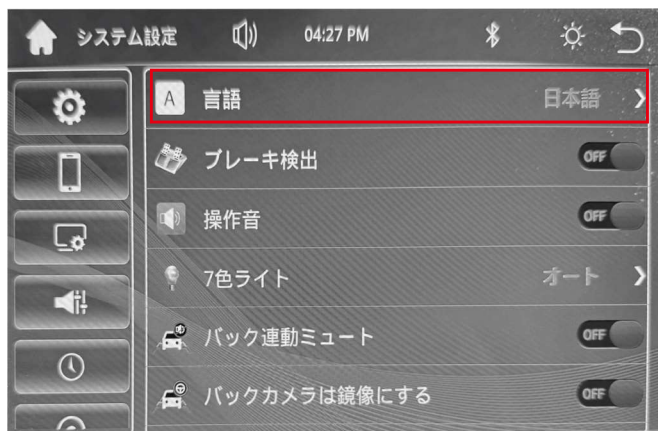 システム設定 04:27 PM
A 言語 日本語
ブレーキ検出 OFF
操作音 OFF
7色ライト オート
バック連動ミュート OFF
バックカメラは鏡像にする OFF